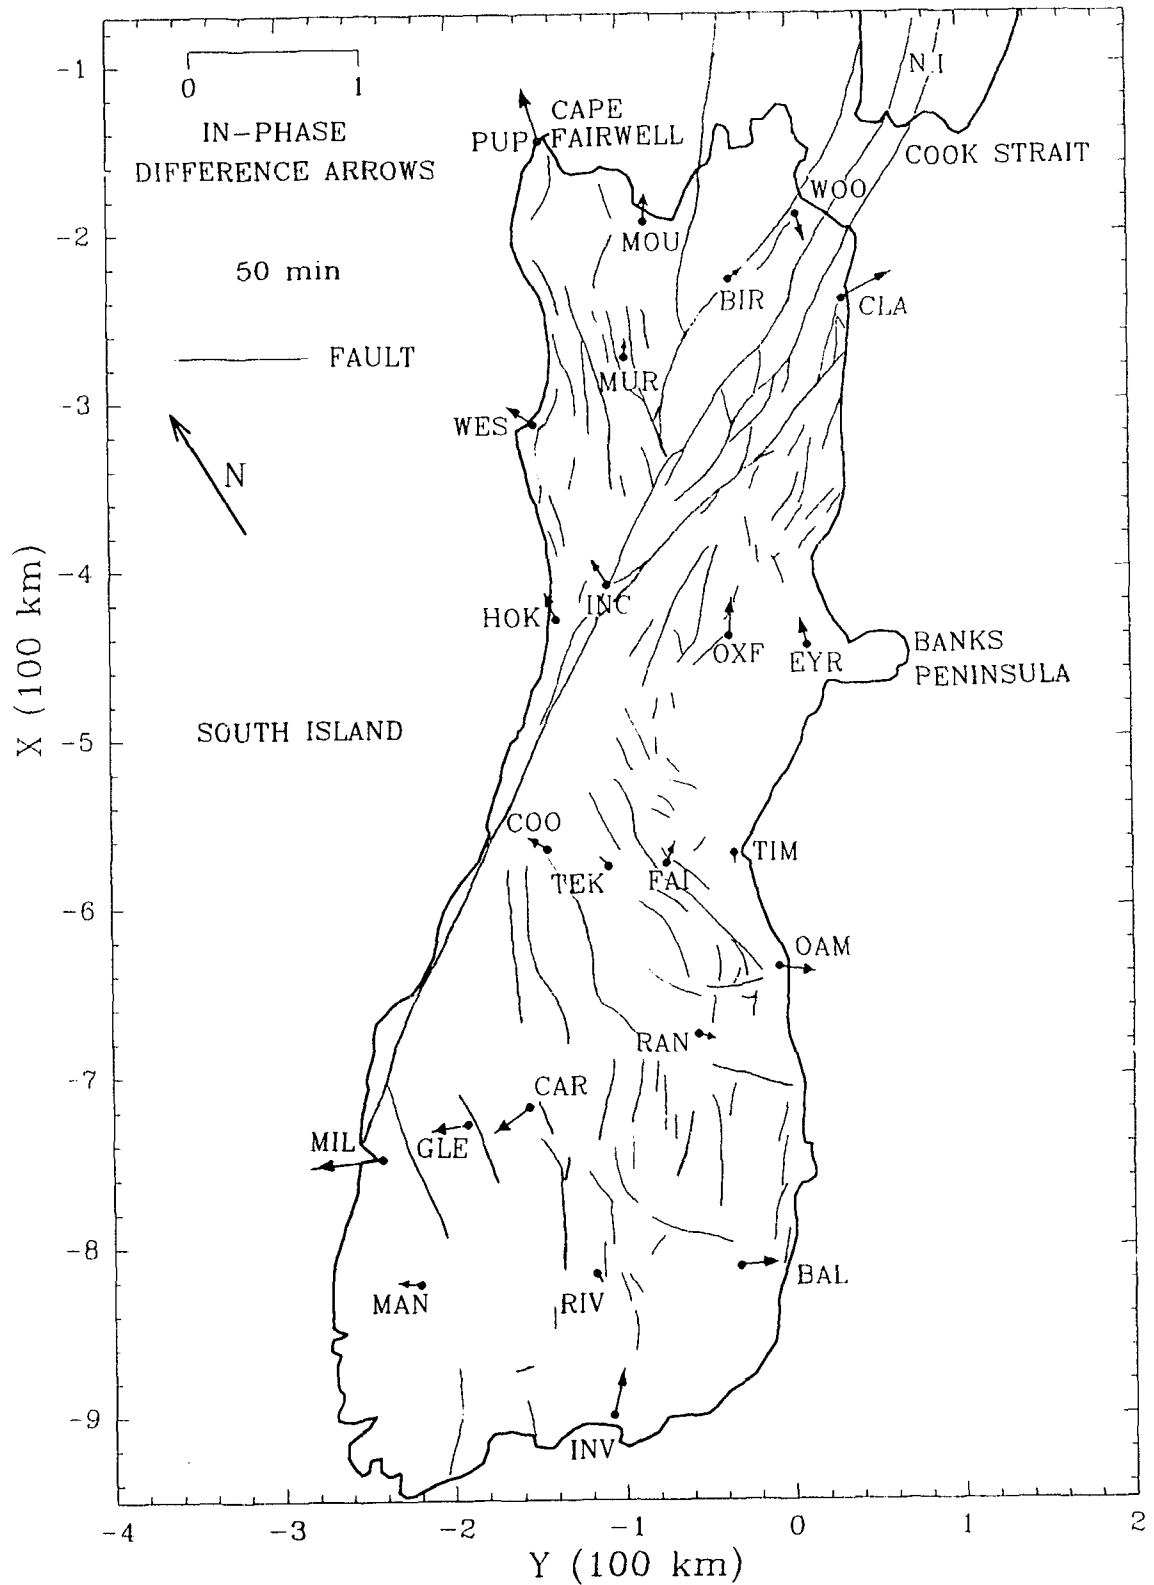 0 1
IN-PHASE
DIFFERENCE ARROWS
50 min
FAULT
N
SOUTH ISLAND
CAPE
FAIRWELL
PUP
N.I
COOK STRAIT
WOO
MOU
BIR
CLA
MUR
WES
INC
HOK
OXF
EYR
BANKS
PENINSULA
COO
TEK
FAI
TIM
OAM
RAN
CAR
GLE
MIL
MAN
RIV
BAL
INV
-1
-2
-3
-4
-5
-6
-7
-8
-9
X (100 km)
-4 -3 -2 -1 0 1 2
Y (100 km)